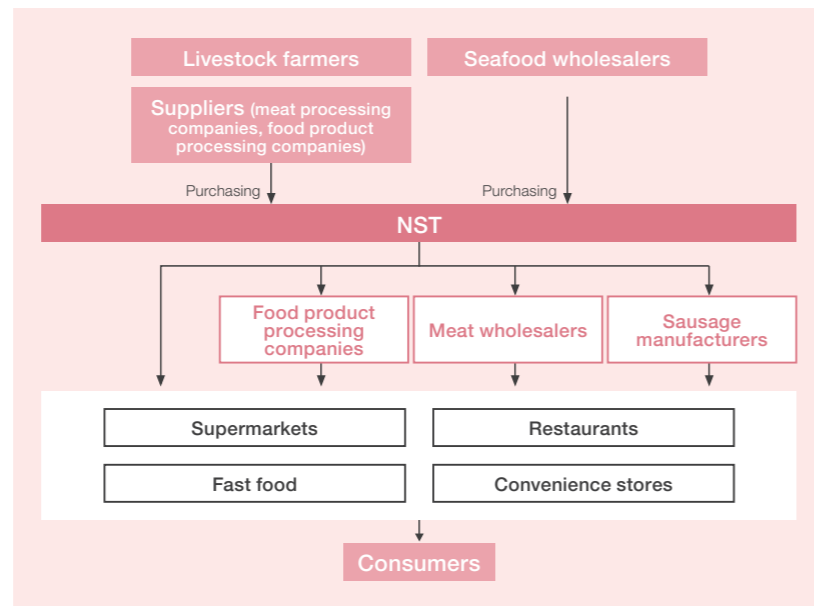 Livestock farmers
Seafood wholesalers
Suppliers (meat processing
companies, food product
processing companies)
Purchasing
Purchasing
NST
Food product
processing
companies
Meat wholesalers
Sausage
manufacturers
Supermarkets
Restaurants
Fast food
Convenience stores
Consumers